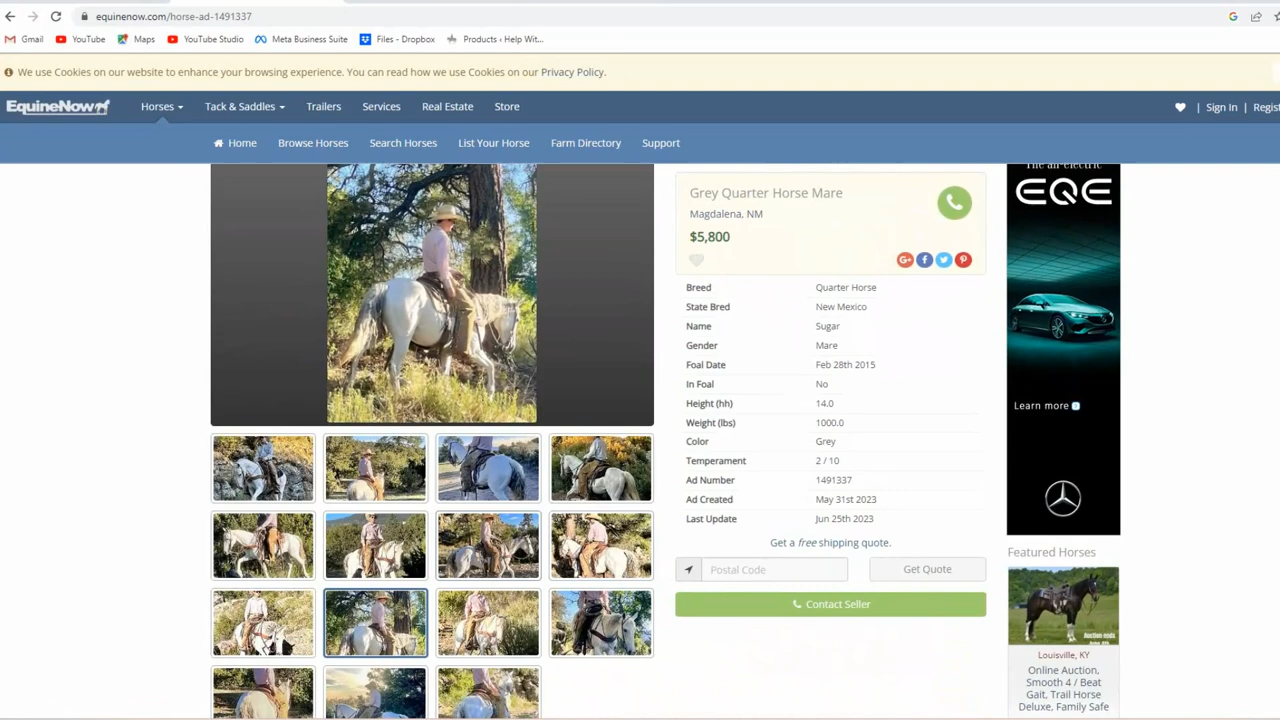 equinenow.com/horse-ad-1491337
Gmail YouTube Maps YouTube Studio Meta Business Suite Files - Dropbox Products ‹ Help Wit...
We use Cookies on our website to enhance your browsing experience. You can read how we use Cookies on our Privacy Policy.
EquineNow Horses Tack & Saddles Trailers Services Real Estate Store | Sign In | Regist
Home Browse Horses Search Horses List Your Horse Farm Directory Support
Grey Quarter Horse Mare
Magdalena, NM
$5,800
Breed Quarter Horse
State Bred New Mexico
Name Sugar
Gender Mare
Foal Date Feb 28th 2015
In Foal No
Height (hh) 14.0
Weight (lbs) 1000.0
Color Grey
Temperament 2 / 10
Ad Number 1491337
Ad Created May 31st 2023
Last Update Jun 25th 2023
Get a free shipping quote.
Postal Code Get Quote
Contact Seller
The all-electric
EQE
Learn more
Featured Horses
Auction ends
Louisville, KY
Online Auction,
Smooth 4 / Beat
Gait, Trail Horse
Deluxe, Family Safe